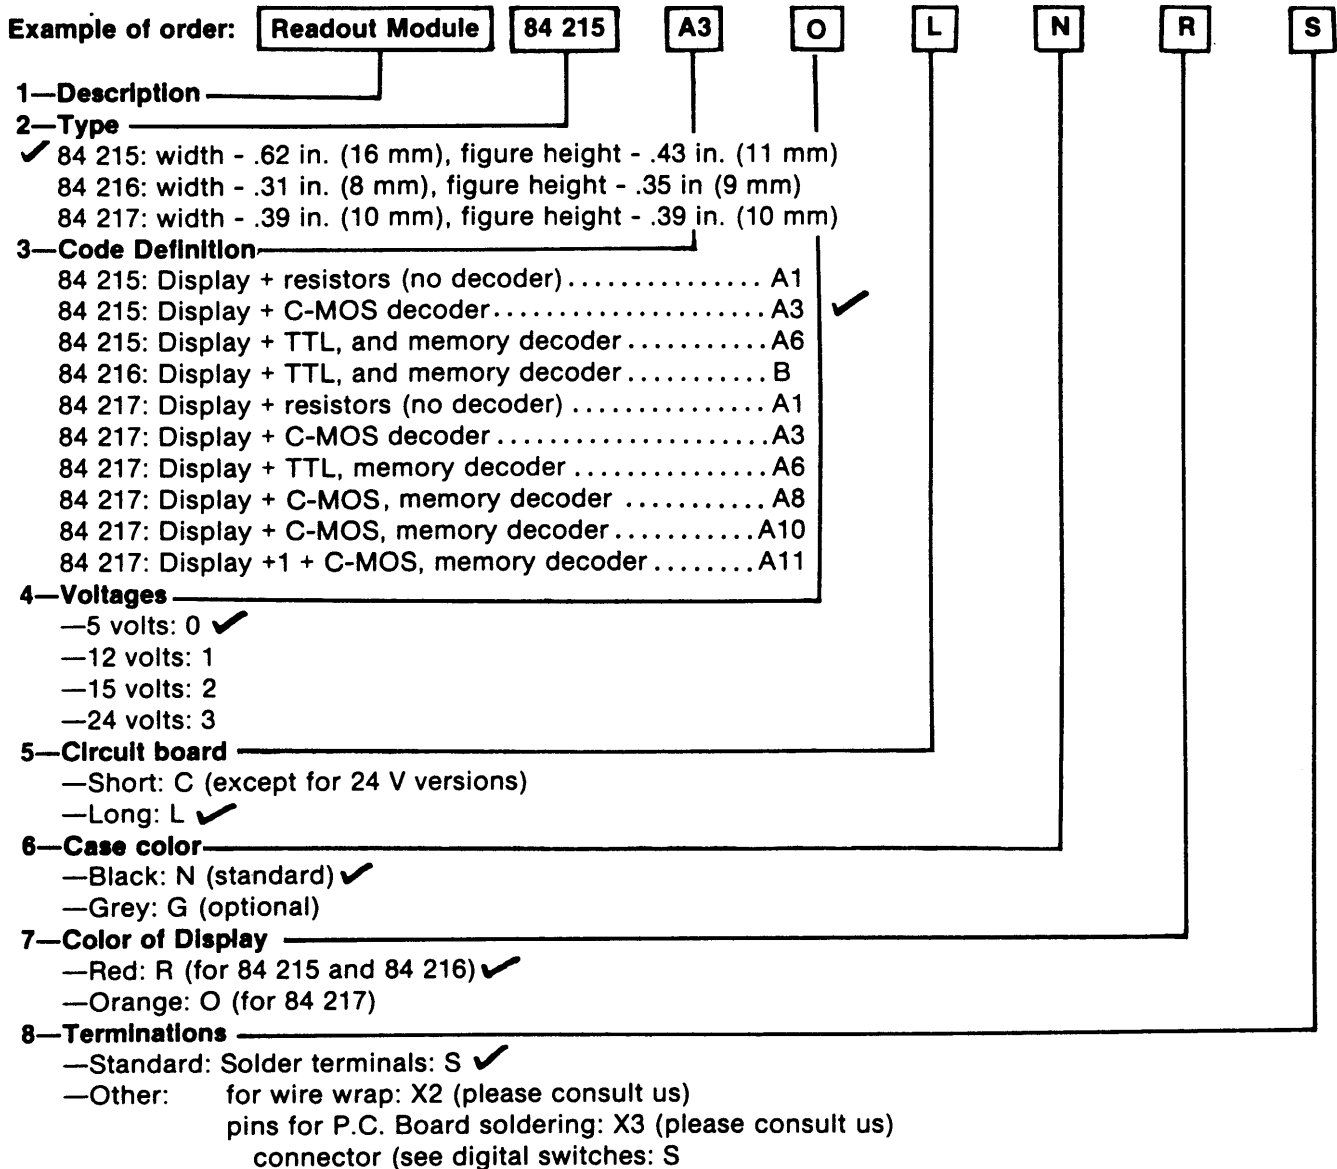 Example of order: Readout Module 84 215 A3 O L N R S
1—Description
2—Type
✓ 84 215: width - .62 in. (16 mm), figure height - .43 in. (11 mm)
84 216: width - .31 in. (8 mm), figure height - .35 in (9 mm)
84 217: width - .39 in. (10 mm), figure height - .39 in. (10 mm)
3—Code Definition
84 215: Display + resistors (no decoder) ............... A1
84 215: Display + C-MOS decoder...................... A3 ✓
84 215: Display + TTL, and memory decoder ........... A6
84 216: Display + TTL, and memory decoder ........... B
84 217: Display + resistors (no decoder) ............... A1
84 217: Display + C-MOS decoder ...................... A3
84 217: Display + TTL, memory decoder ................ A6
84 217: Display + C-MOS, memory decoder ........... A8
84 217: Display + C-MOS, memory decoder ............ A10
84 217: Display +1 + C-MOS, memory decoder ........ A11
4—Voltages
—5 volts: 0 ✓
—12 volts: 1
—15 volts: 2
—24 volts: 3
5—Circuit board
—Short: C (except for 24 V versions)
—Long: L ✓
6—Case color
—Black: N (standard) ✓
—Grey: G (optional)
7—Color of Display
—Red: R (for 84 215 and 84 216) ✓
—Orange: O (for 84 217)
8—Terminations
—Standard: Solder terminals: S ✓
—Other: for wire wrap: X2 (please consult us)
pins for P.C. Board soldering: X3 (please consult us)
connector (see digital switches: S